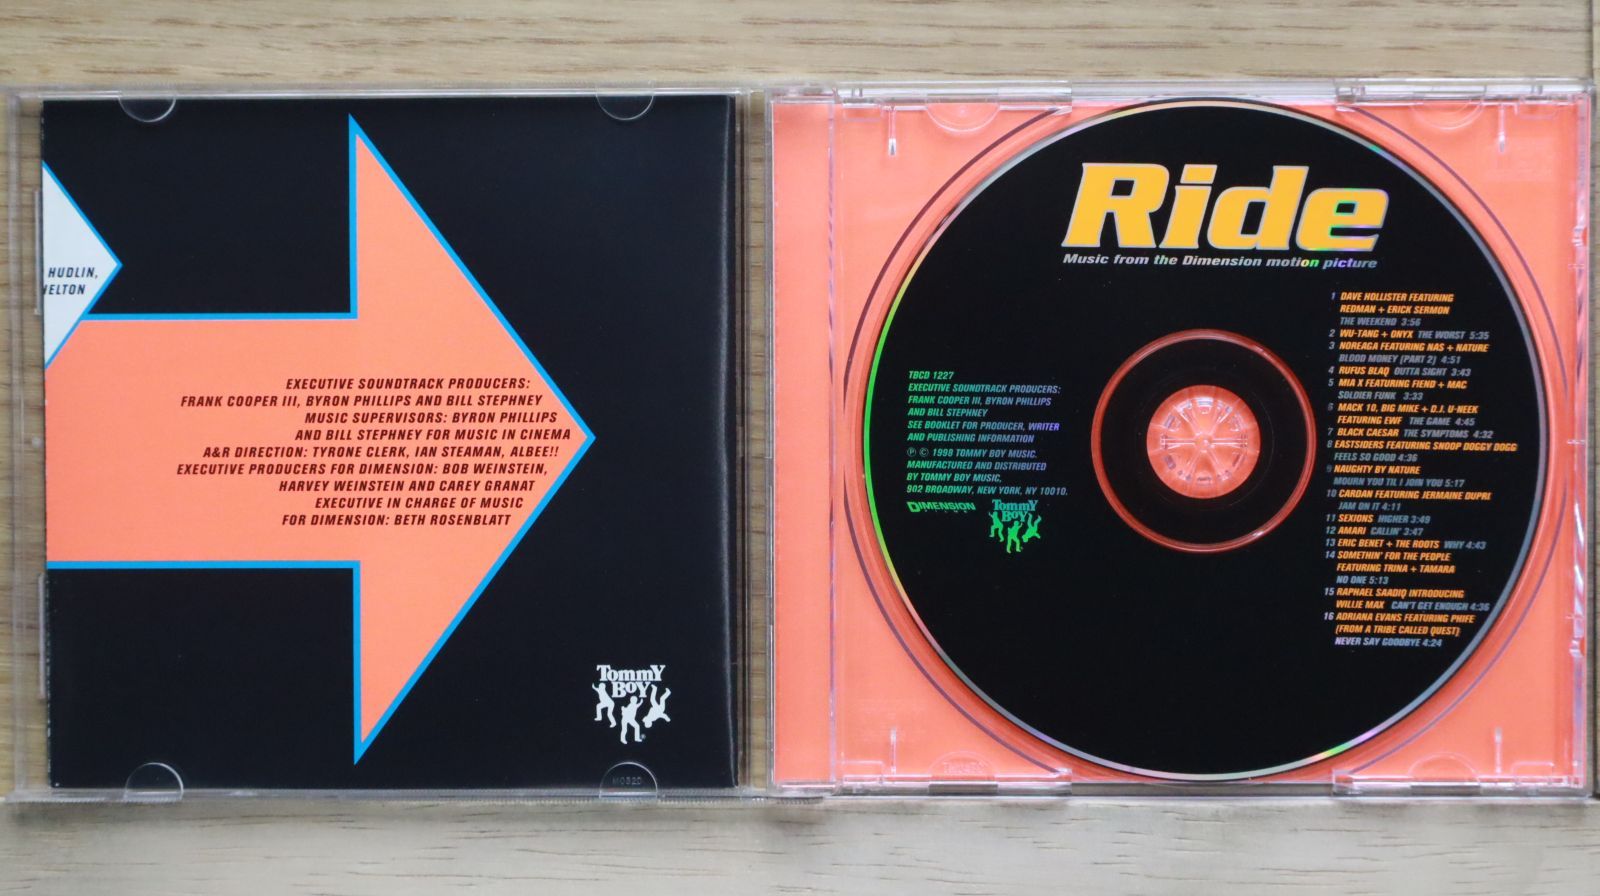 HUDLIN,
ELTON
EXECUTIVE SOUNDTRACK PRODUCERS:
FRANK COOPER III, BYRON PHILLIPS AND BILL STEPHNEY
MUSIC SUPERVISORS: BYRON PHILLIPS
AND BILL STEPHNEY FOR MUSIC IN CINEMA
A&R DIRECTION: TYRONE CLERK, IAN STEAMAN, ALBEE!!
EXECUTIVE PRODUCERS FOR DIMENSION: BOB WEINSTEIN,
HARVEY WEINSTEIN AND CAREY GRANAT
EXECUTIVE IN CHARGE OF MUSIC
FOR DIMENSION: BETH ROSENBLATT
Tommy
Boy
Ride
Music from the Dimension motion picture
TBCD 1227
EXECUTIVE SOUNDTRACK PRODUCERS:
FRANK COOPER III, BYRON PHILLIPS
AND BILL STEPHNEY
SEE BOOKLET FOR PRODUCER, WRITER
AND PUBLISHING INFORMATION
℗ © 1998 TOMMY BOY MUSIC.
MANUFACTURED AND DISTRIBUTED
BY TOMMY BOY MUSIC,
902 BROADWAY, NEW YORK, NY 10010.
DIMENSION
Tommy
Boy
1 DAVE HOLLISTER FEATURING
REDMAN + ERICK SERMON
THE WEEKEND 3:56
2 WU-TANG + ONYX THE WORST 5:35
3 NOREAGA FEATURING NAS + NATURE
BLOOD MONEY (PART 2) 4:51
4 RUFUS BLAQ OUTTA SIGHT 3:43
5 MIA X FEATURING FIEND + MAC
SOLDIER FUNK 3:33
6 MACK 10, BIG MIKE + D.J. U-NEEK
FEATURING EWF THE GAME 4:45
7 BLACK CAESAR THE SYMPTOMS 4:32
8 EASTSIDERS FEATURING SNOOP DOGGY DOGG
FEELS SO GOOD 4:36
9 NAUGHTY BY NATURE
MOURN YOU TIL I JOIN YOU 5:17
10 CARDAN FEATURING JERMAINE DUPRI
JAM ON IT 4:11
11 SEXIONS HIGHER 3:49
12 AMARI CALLIN' 3:47
13 ERIC BENET + THE ROOTS WHY 4:43
14 SOMETHIN' FOR THE PEOPLE
FEATURING TRINA + TAMARA
NO ONE 5:13
15 RAPHAEL SAADIQ INTRODUCING
WILLIE MAX CAN'T GET ENOUGH 4:36
16 ADRIANA EVANS FEATURING PHIFE
(FROM A TRIBE CALLED QUEST)
NEVER SAY GOODBYE 4:24